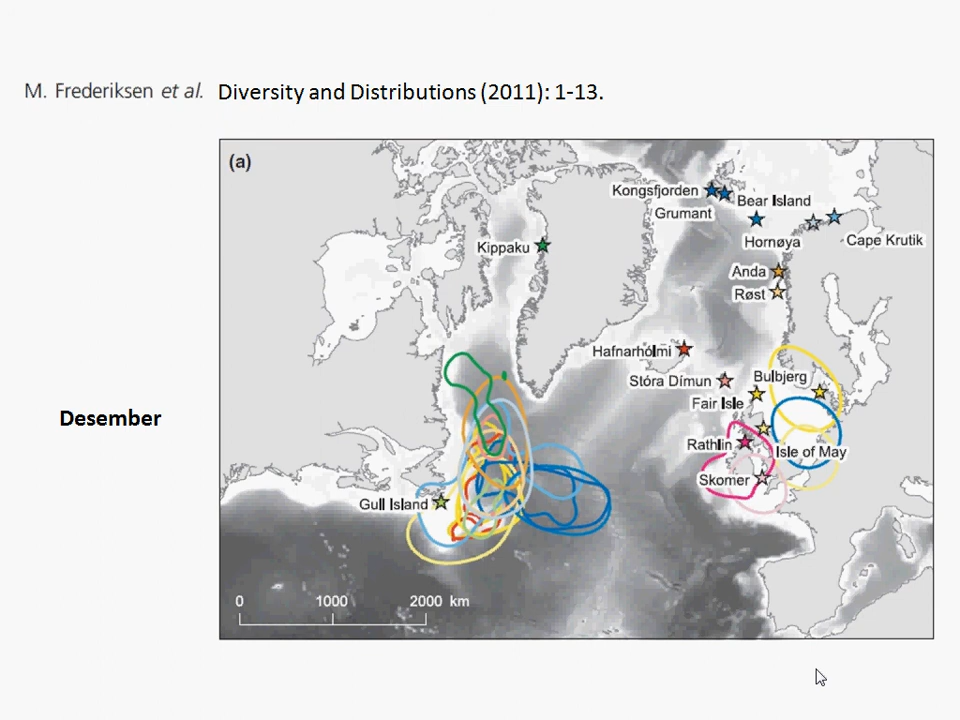 M. Frederiksen et al. Diversity and Distributions (2011): 1-13.
(a)
Kongsfjorden
Bear Island
Grumant
Hornøya
Cape Krutik
Kippaku
Anda
Røst
Hafnarhólmi
Stóra Dímun
Bulbjerg
Fair Isle
Desember
Rathlin
Isle of May
Skomer
Gull Island
0 1000 2000 km